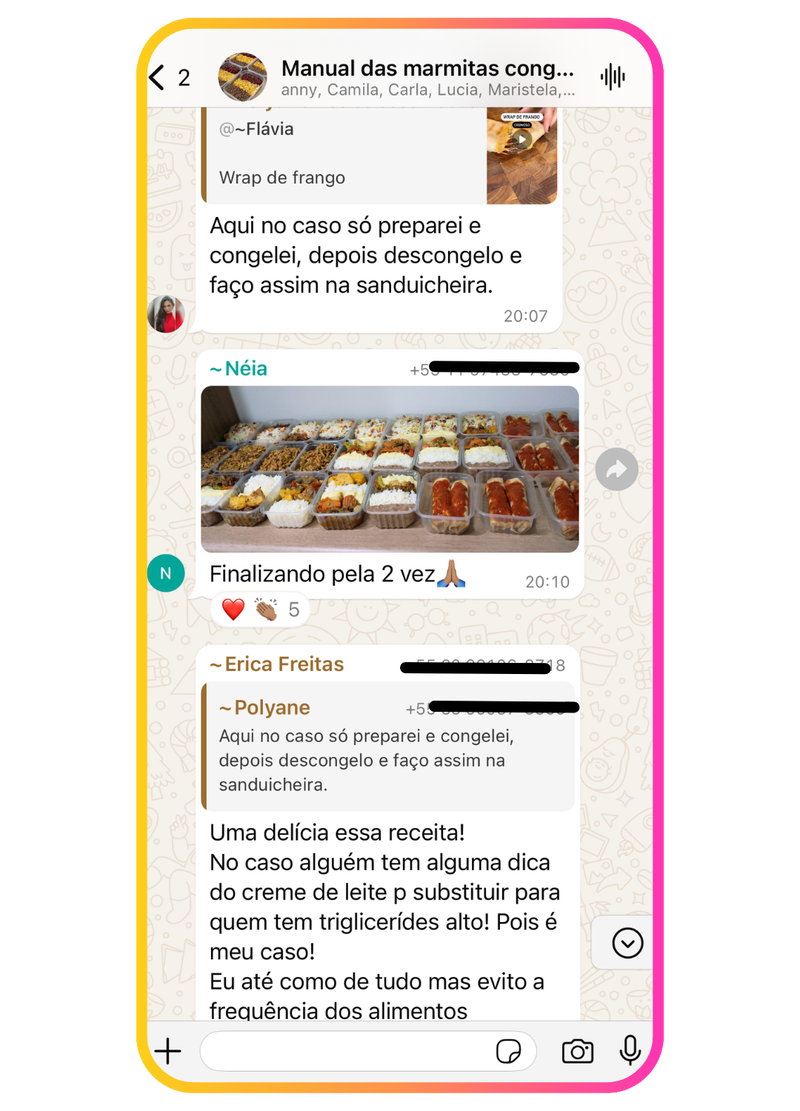 2
Manual das marmitas cong...
anny, Camila, Carla, Lucia, Maristela,...
@~Flávia
WRAP DE FRANGO
Wrap de frango
Aqui no caso só preparei e
congelei, depois descongelo e
faço assim na sanduicheira.
20:07
~Néia
Finalizando pela 2 vez🙏🏽
20:10
N
❤️ 👏🏽 5
~Erica Freitas
~Polyane
Aqui no caso só preparei e congelei,
depois descongelo e faço assim na
sanduicheira.
Uma delícia essa receita!
No caso alguém tem alguma dica
do creme de leite p substituir para
quem tem triglicerídes alto! Pois é
meu caso!
Eu até como de tudo mas evito a
frequência dos alimentos